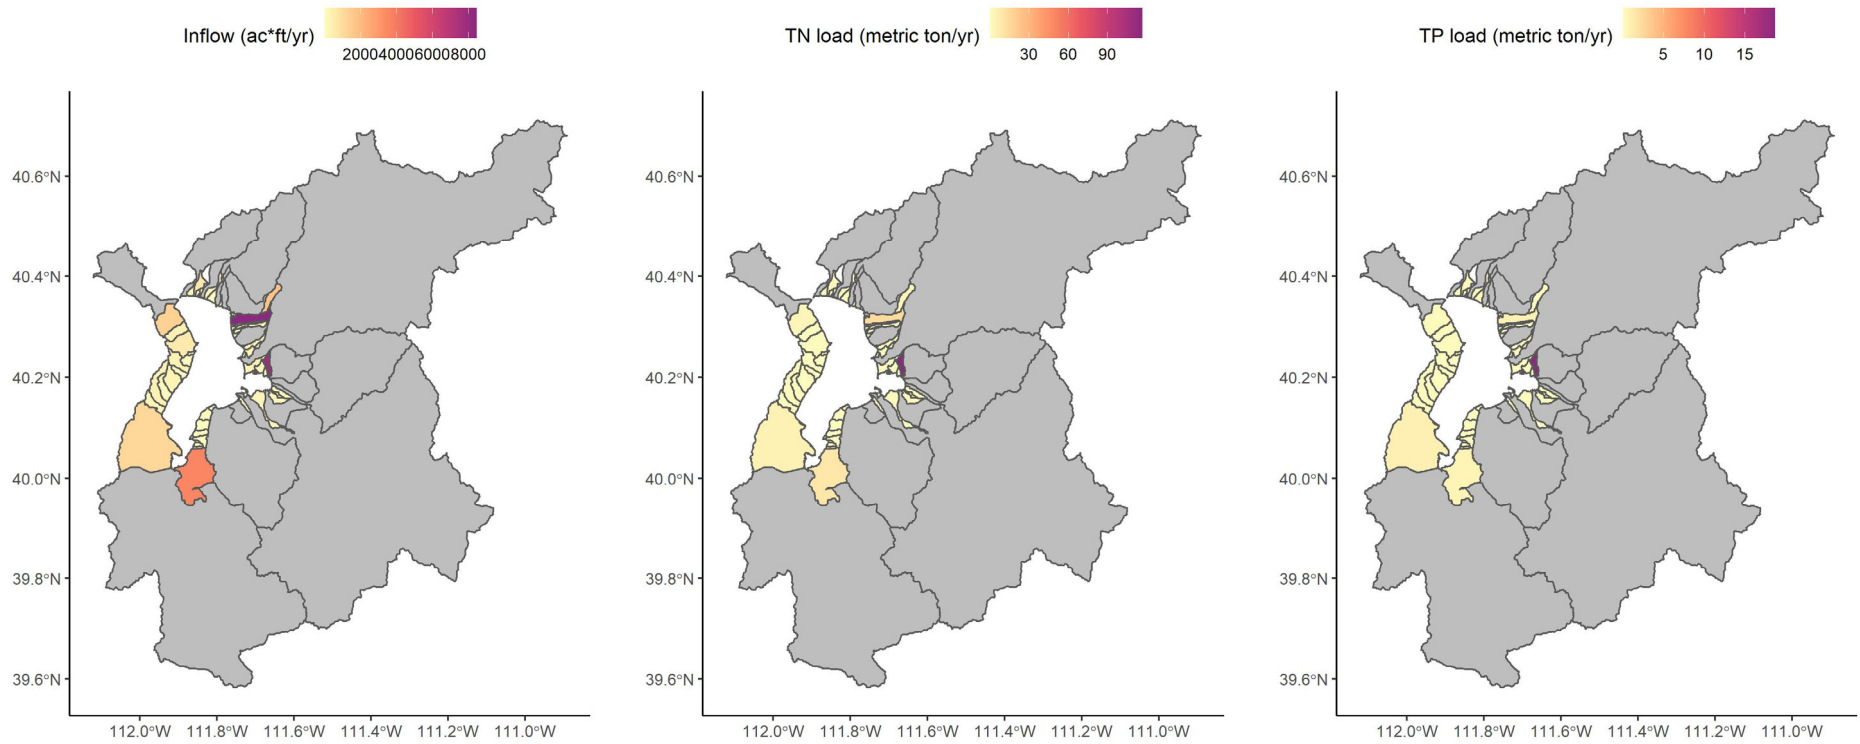 Inflow (ac*ft/yr)
2000400060008000
TN load (metric ton/yr)
30 60 90
TP load (metric ton/yr)
5 10 15
40.6°N
40.4°N
40.2°N
40.0°N
39.8°N
39.6°N
112.0°W 111.8°W 111.6°W 111.4°W 111.2°W 111.0°W
40.6°N
40.4°N
40.2°N
40.0°N
39.8°N
39.6°N
112.0°W 111.8°W 111.6°W 111.4°W 111.2°W 111.0°W
40.6°N
40.4°N
40.2°N
40.0°N
39.8°N
39.6°N
112.0°W 111.8°W 111.6°W 111.4°W 111.2°W 111.0°W